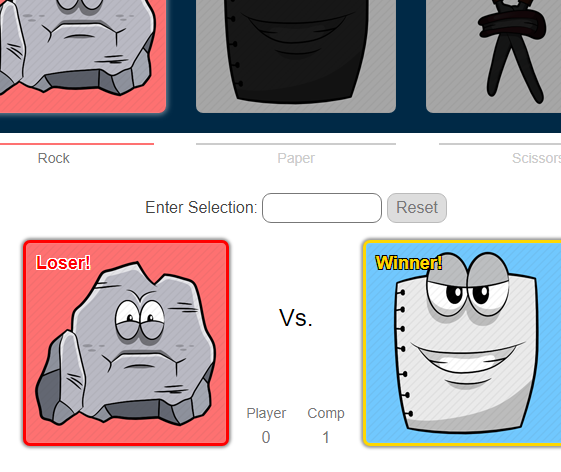 Rock
Paper
Scissors
Enter Selection:
Reset
Loser!
Winner!
Vs.
Player
Comp
0
1